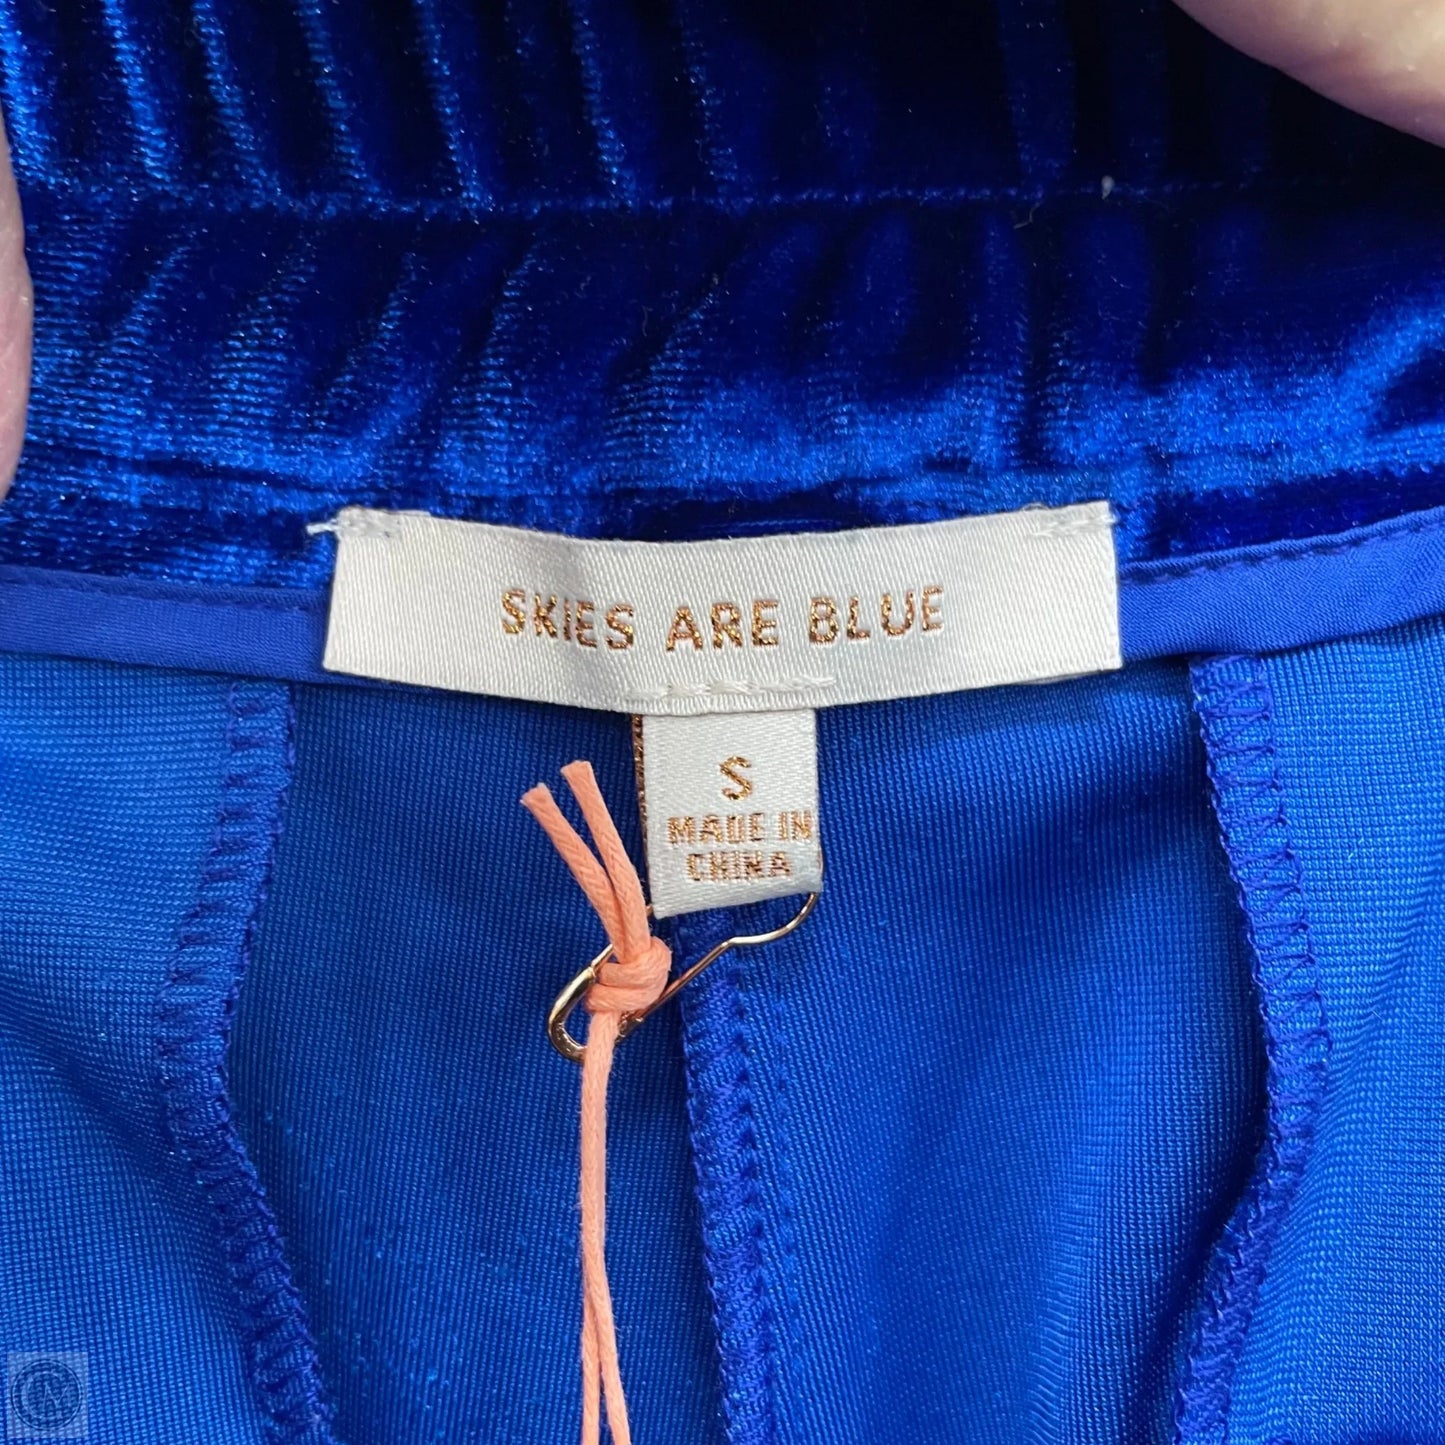 SKIES ARE BLUE
S
MADE IN
CHINA